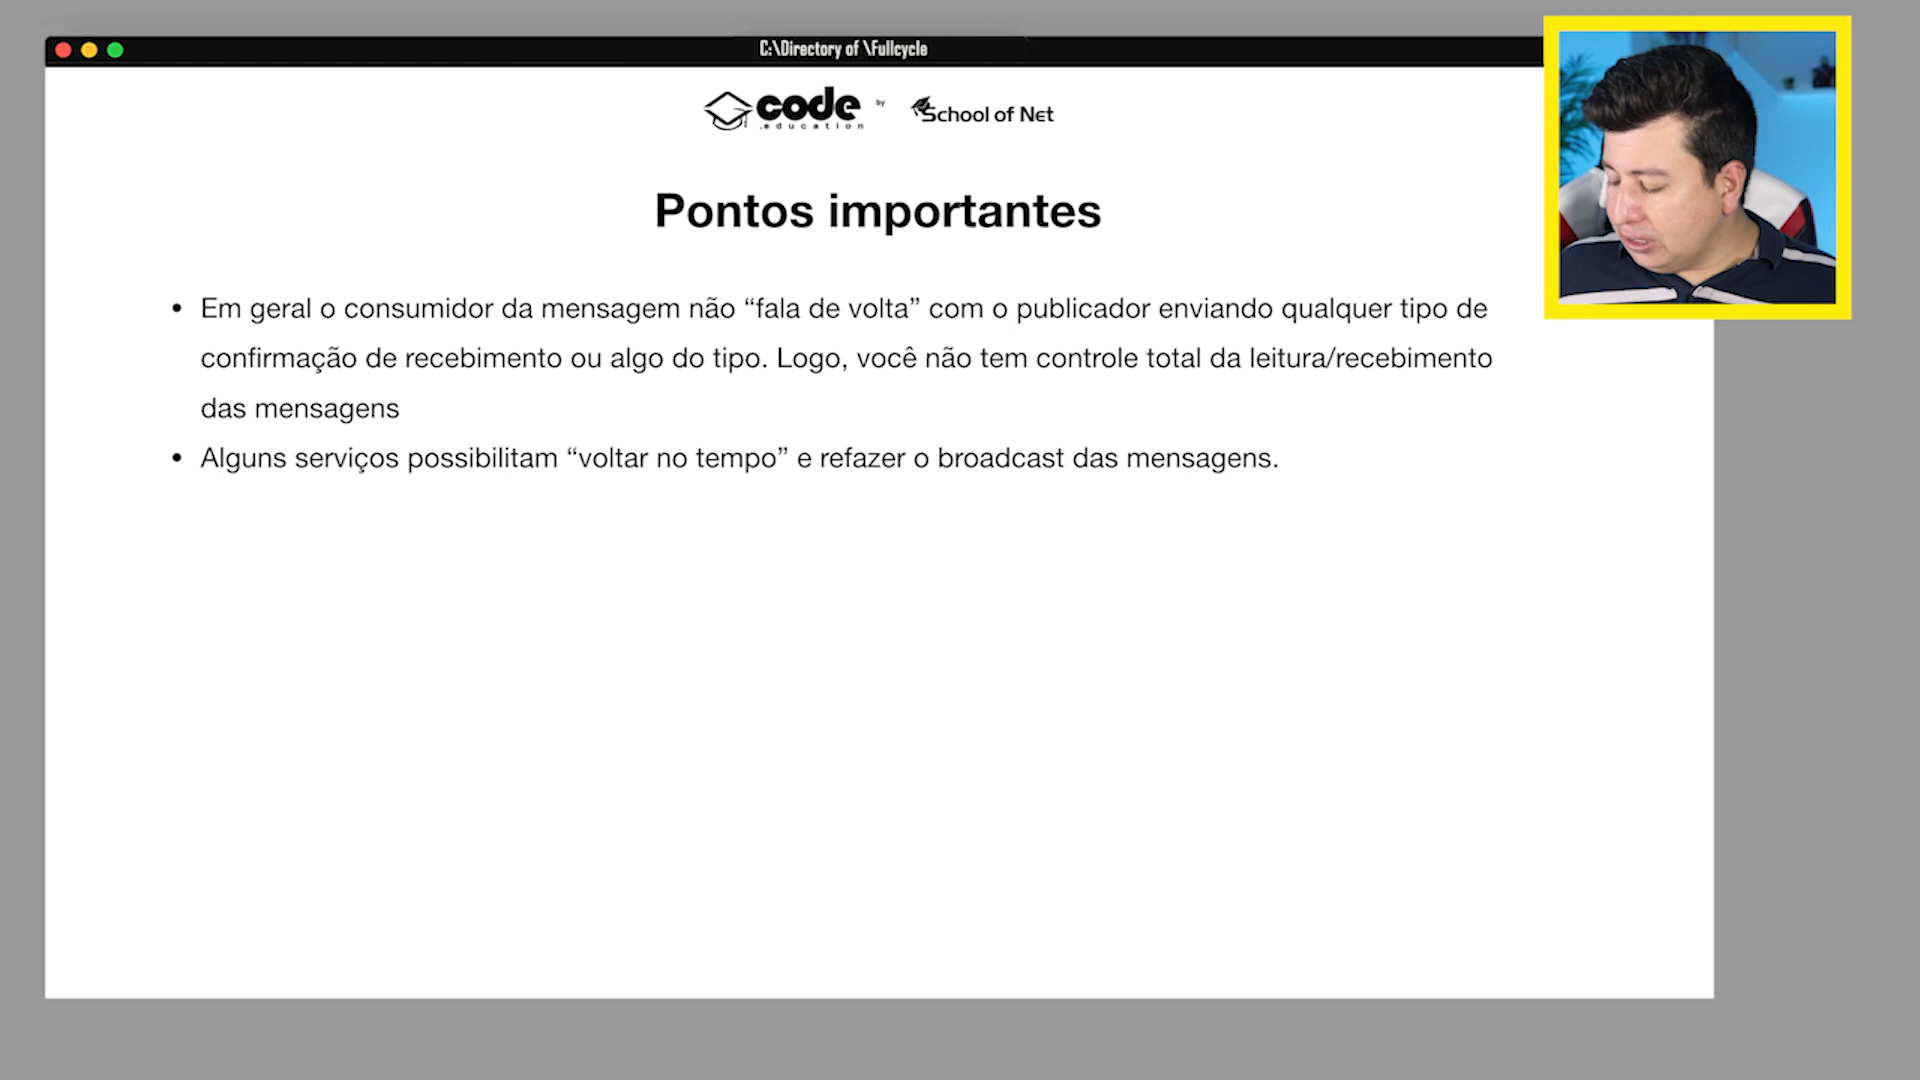 C:\Directory of \Fullcycle
code
.education
by
School of Net
Pontos importantes
• Em geral o consumidor da mensagem não “fala de volta” com o publicador enviando qualquer tipo de
confirmação de recebimento ou algo do tipo. Logo, você não tem controle total da leitura/recebimento
das mensagens
• Alguns serviços possibilitam “voltar no tempo” e refazer o broadcast das mensagens.